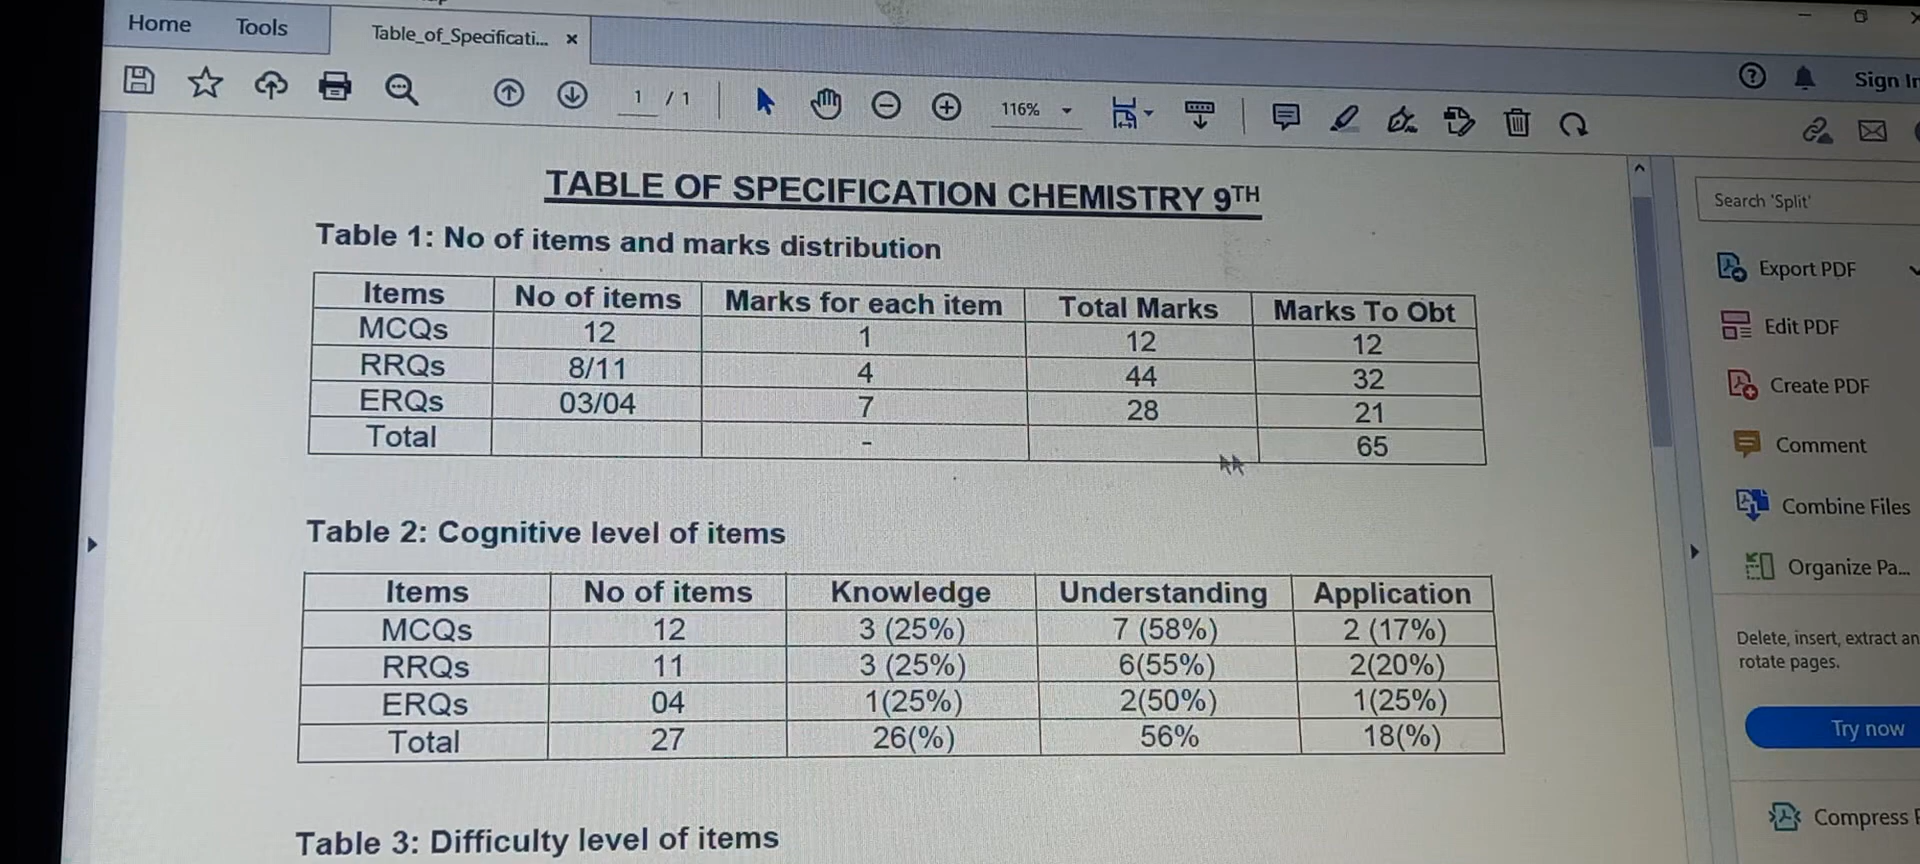 Home Tools Table_of_Specificati... ×
1 / 1 116% Sign In
TABLE OF SPECIFICATION CHEMISTRY 9TH
Table 1: No of items and marks distribution
Items No of items Marks for each item Total Marks Marks To Obt
MCQs 12 1 12 12
RRQs 8/11 4 44 32
ERQs 03/04 7 28 21
Total - 65
Table 2: Cognitive level of items
Items No of items Knowledge Understanding Application
MCQs 12 3 (25%) 7 (58%) 2 (17%)
RRQs 11 3 (25%) 6(55%) 2(20%)
ERQs 04 1(25%) 2(50%) 1(25%)
Total 27 26(%) 56% 18(%)
Table 3: Difficulty level of items
Search 'Split'
Export PDF
Edit PDF
Create PDF
Comment
Combine Files
Organize Pa...
Delete, insert, extract an
rotate pages.
Try now
Compress